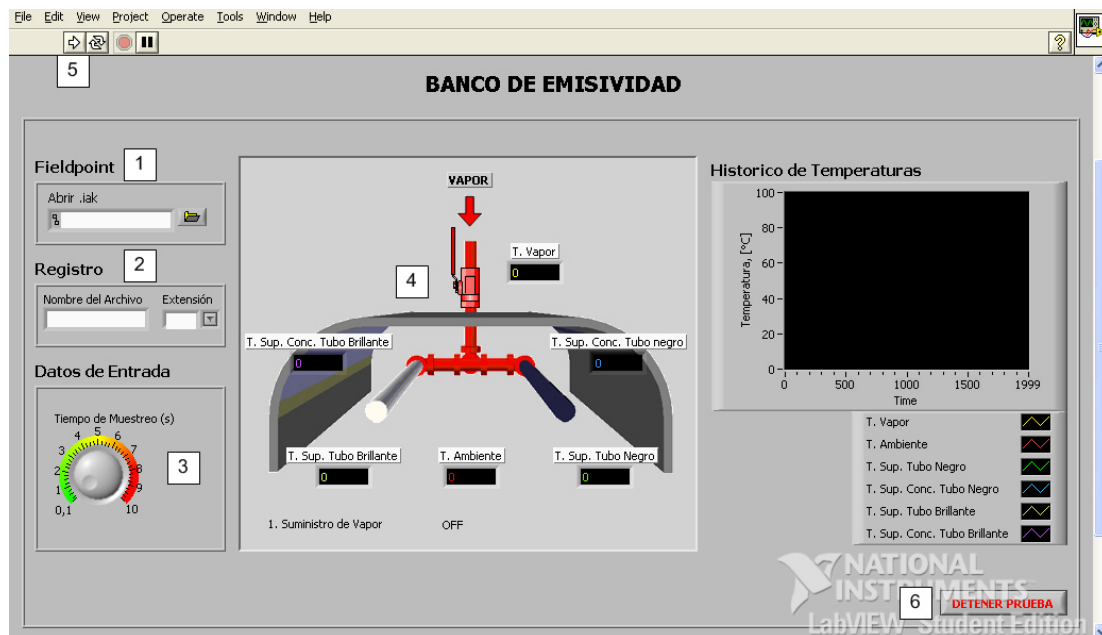 File Edit View Project Operate Tools Window Help
?
5
BANCO DE EMISIVIDAD
Fieldpoint 1
Abrir .iak
Registro 2
Nombre del Archivo Extensión
Datos de Entrada
Tiempo de Muestreo (s)
0,1 1 2 3 4 5 6 7 8 9 10
3
VAPOR
4
T. Vapor
0
T. Sup. Conc. Tubo Brillante
0
T. Sup. Conc. Tubo negro
0
T. Sup. Tubo Brillante
0
T. Ambiente
0
T. Sup. Tubo Negro
0
1. Suministro de Vapor OFF
Historico de Temperaturas
Temperatura, [°C]
100
80
60
40
20
0
0 500 1000 1500 1999
Time
T. Vapor
T. Ambiente
T. Sup. Tubo Negro
T. Sup. Conc. Tubo Negro
T. Sup. Tubo Brillante
T. Sup. Conc. Tubo Brillante
NATIONAL
INSTRUMENTS
LabVIEW Student Edition
6
DETENER PRUEBA